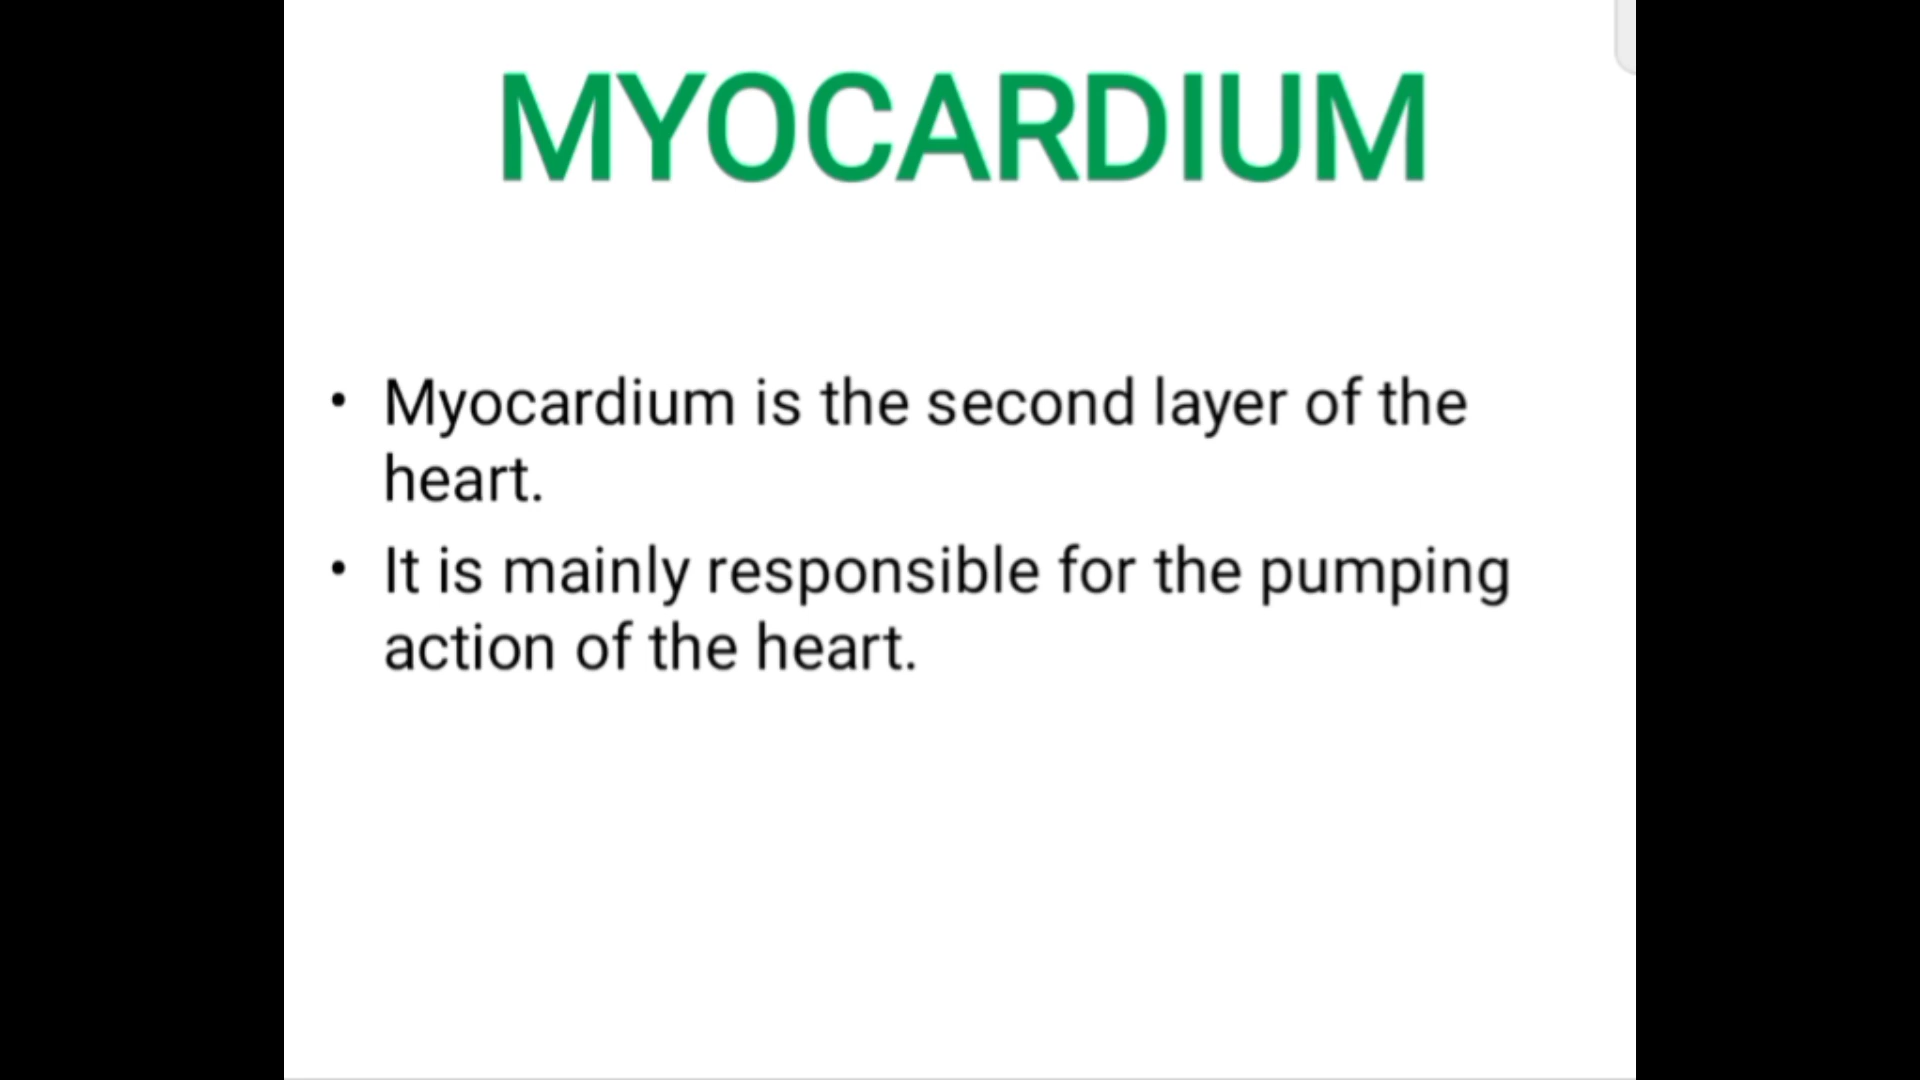 MYOCARDIUM
• Myocardium is the second layer of the
heart.
• It is mainly responsible for the pumping
action of the heart.